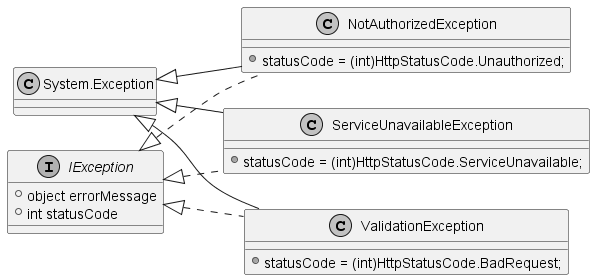 C NotAuthorizedException
statusCode = (int)HttpStatusCode.Unauthorized;
C System.Exception
C ServiceUnavailableException
statusCode = (int)HttpStatusCode.ServiceUnavailable;
I IException
object errorMessage
int statusCode
C ValidationException
statusCode = (int)HttpStatusCode.BadRequest;